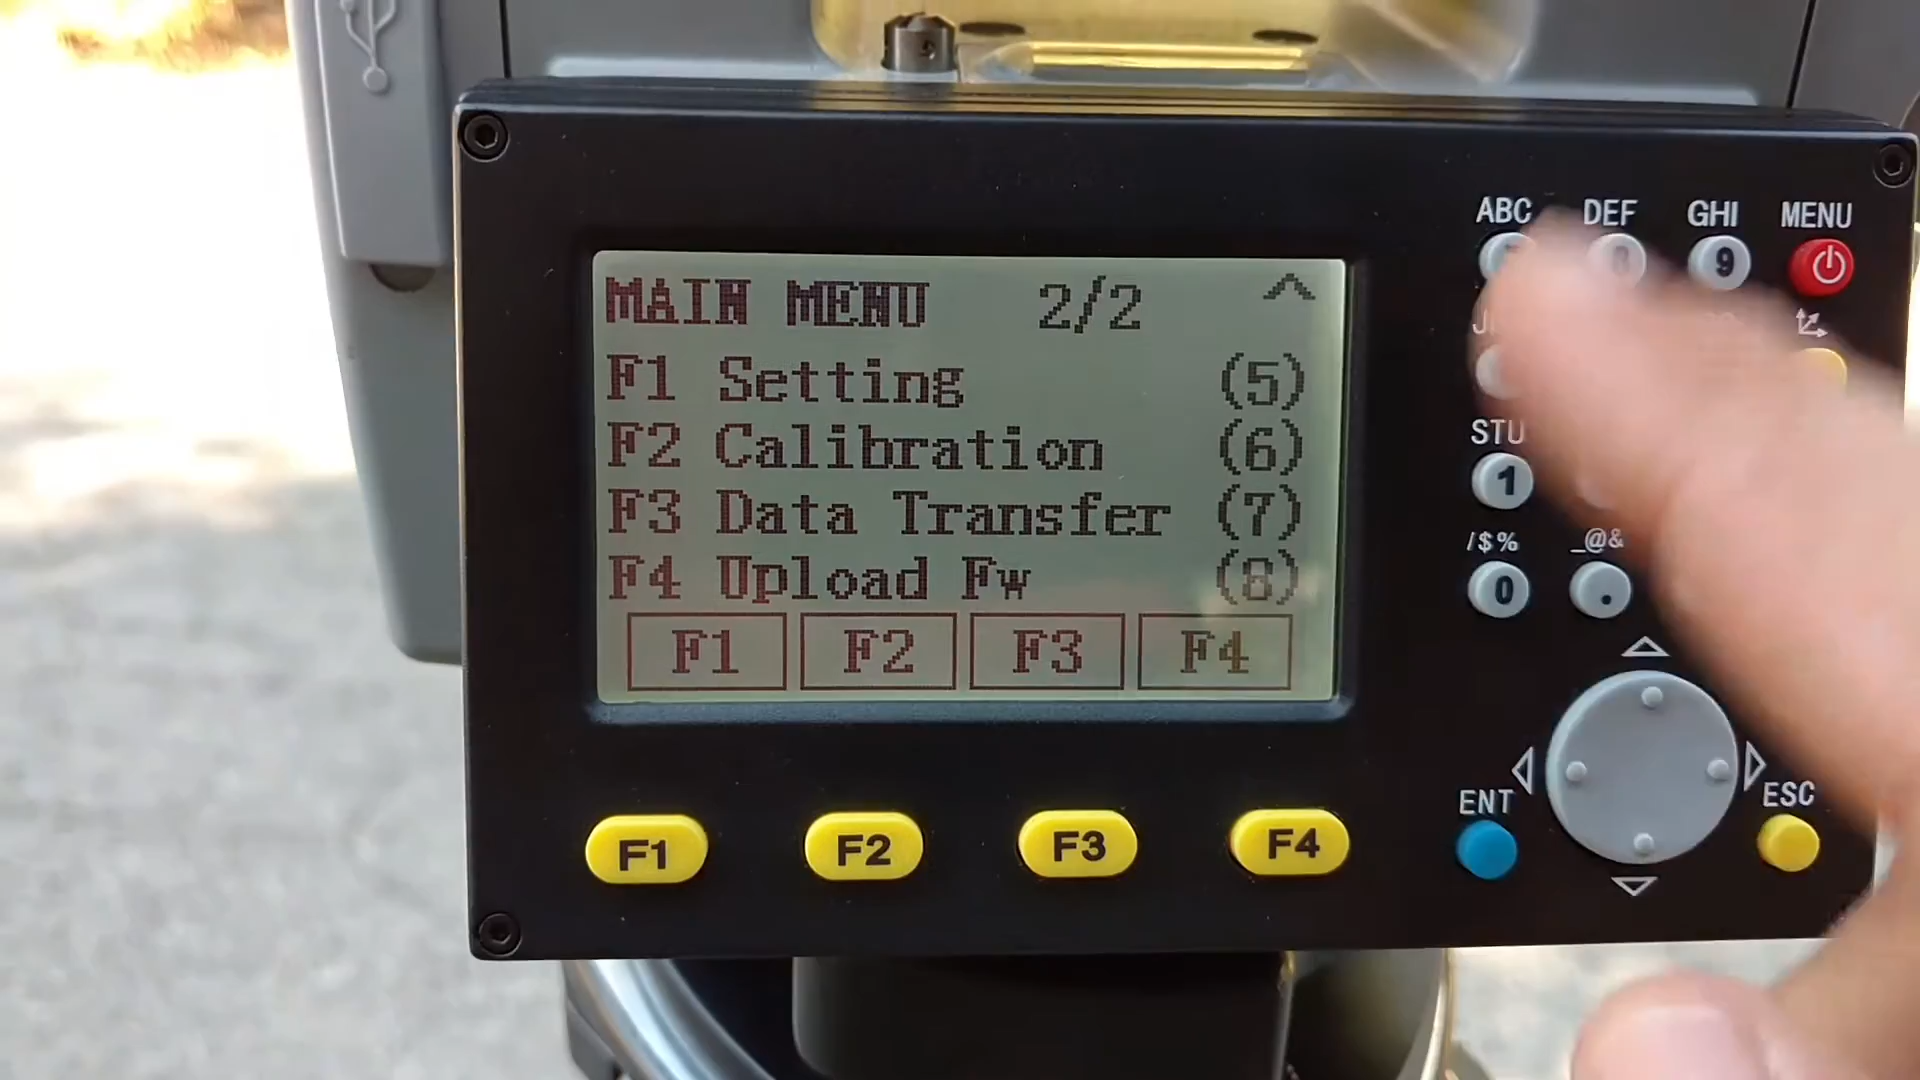 MAIN MENU 2/2 ^
F1 Setting (5)
F2 Calibration (6)
F3 Data Transfer (7)
F4 Upload Fw (8)
F1 F2 F3 F4
F1 F2 F3 F4
ABC DEF GHI MENU
9
STU
1
/$% _@&
0 .
ENT ESC